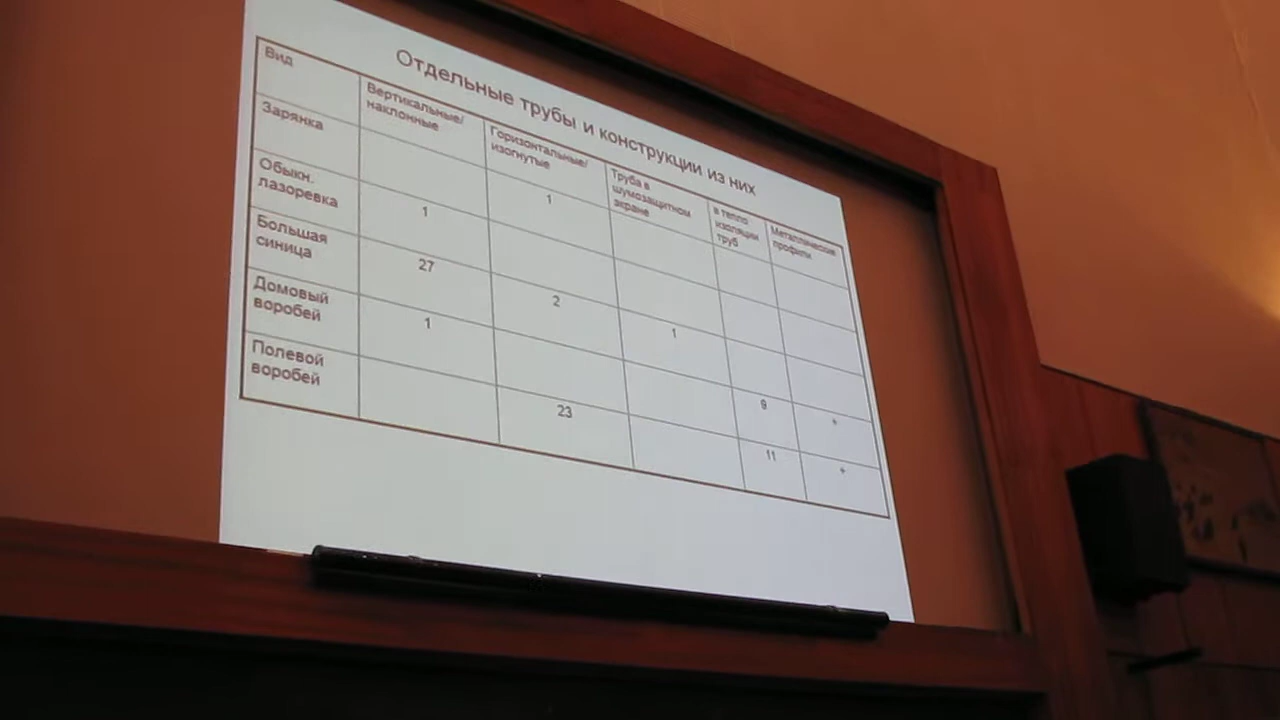 Отдельные трубы и конструкции из них
Вид
Вертикальные/
наклонные
Горизонтальные/
изогнутые
Труба в
шумозащитном
экране
в тепло
изоляции
труб
Металлические
профили
Зарянка
1
Обыкн.
лазоревка
1
Большая
синица
27
2
1
Домовый
воробей
1
9
+
Полевой
воробей
23
11
+